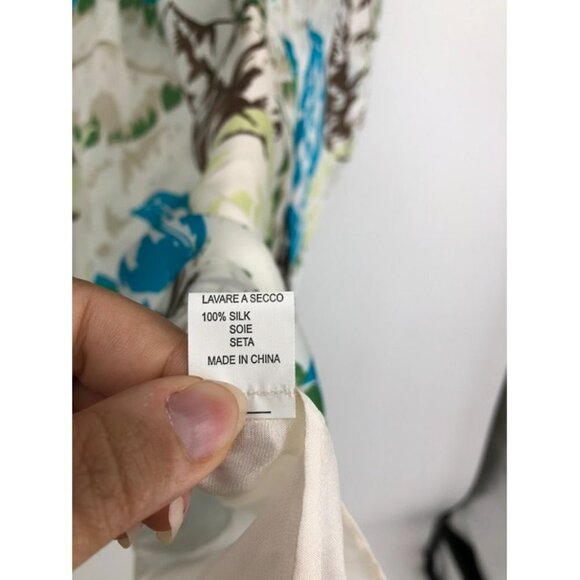 LAVARE A SECCO
100% SILK
SOIE
SETA
MADE IN CHINA